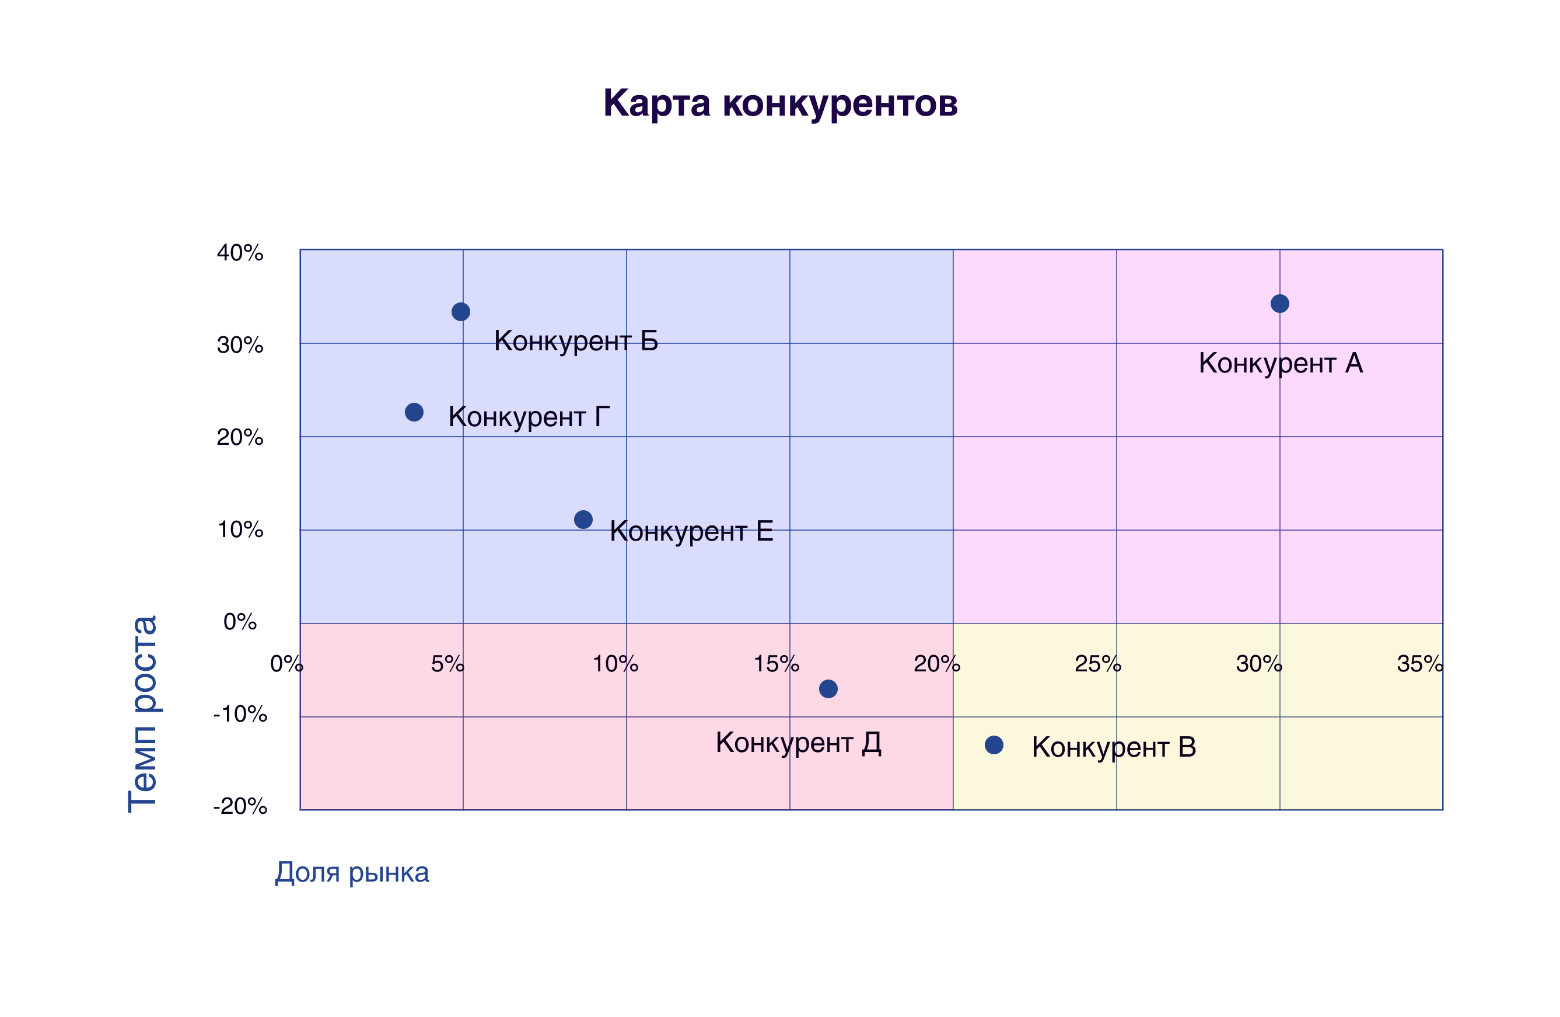 Карта конкурентов
40%
Конкурент Б
30%
Конкурент А
Конкурент Г
20%
10%
Конкурент Е
0%
0% 5% 10% 15% 20% 25% 30% 35%
-10%
Конкурент Д
Конкурент В
-20%
Темп роста
Доля рынка